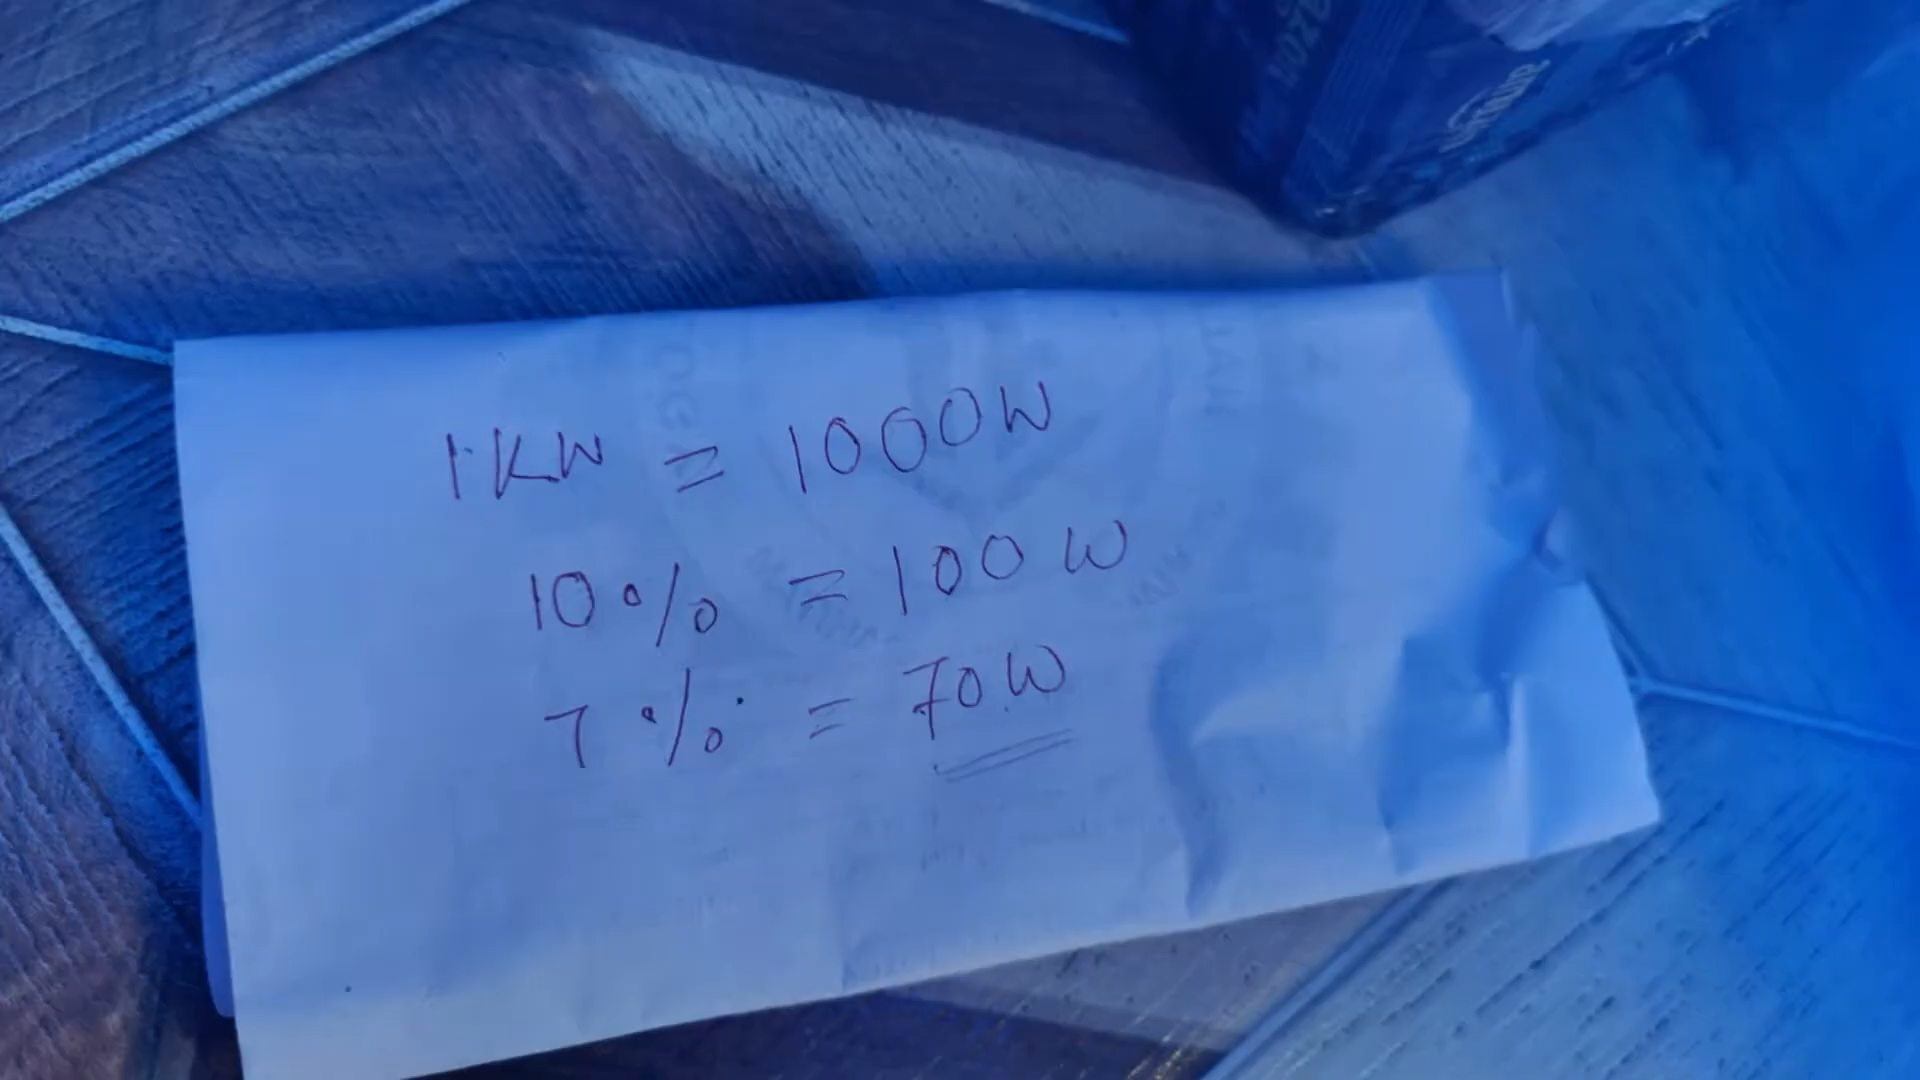 1KW = 1000W
10% = 100W
7% = 70W